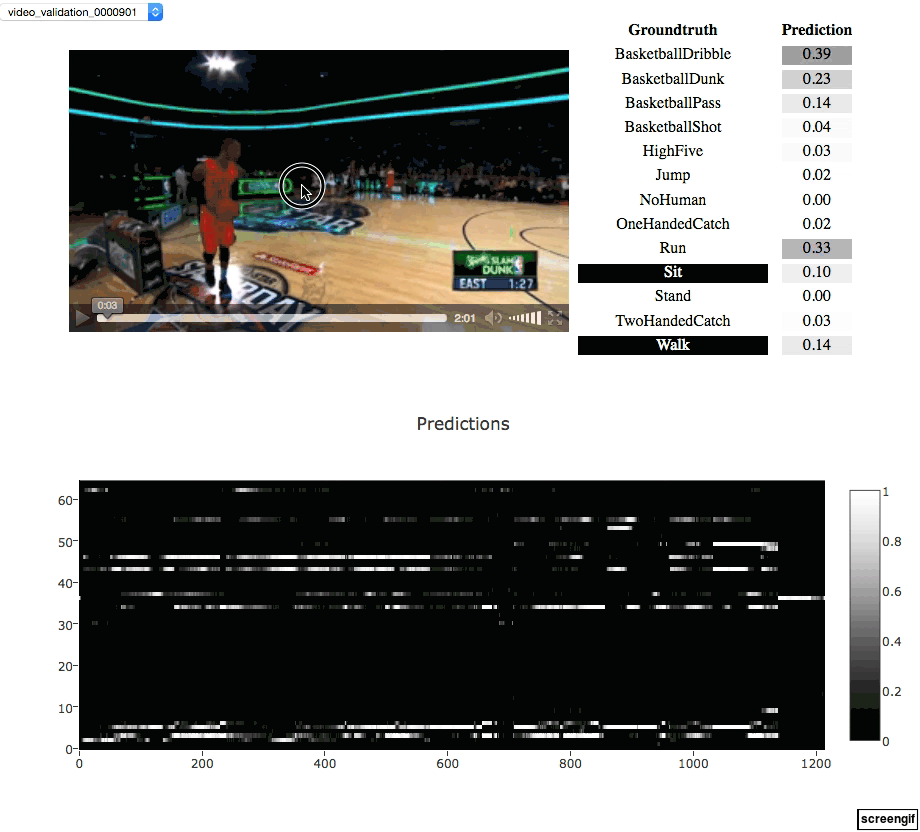 video_validation_0000901
Groundtruth Prediction
BasketballDribble 0.39
BasketballDunk 0.23
BasketballPass 0.14
BasketballShot 0.04
HighFive 0.03
Jump 0.02
NoHuman 0.00
OneHandedCatch 0.02
Run 0.33
Sit 0.10
Stand 0.00
TwoHandedCatch 0.03
Walk 0.14
STAR
SLAM
DUNK
EAST 1:27
0:03
2:01
Predictions
60
50
40
30
20
10
0
0 200 400 600 800 1000 1200
1
0.8
0.6
0.4
0.2
0
screengif